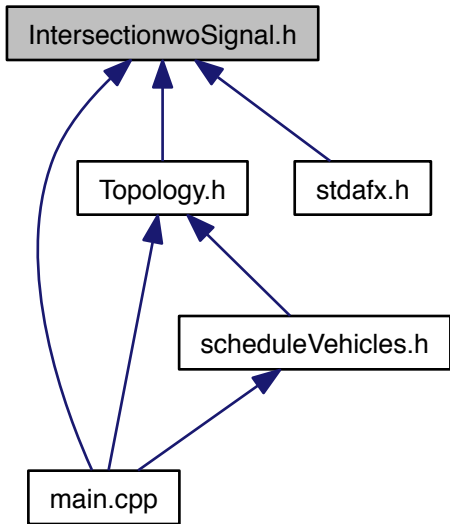 IntersectionwoSignal.h
Topology.h
stdafx.h
scheduleVehicles.h
main.cpp